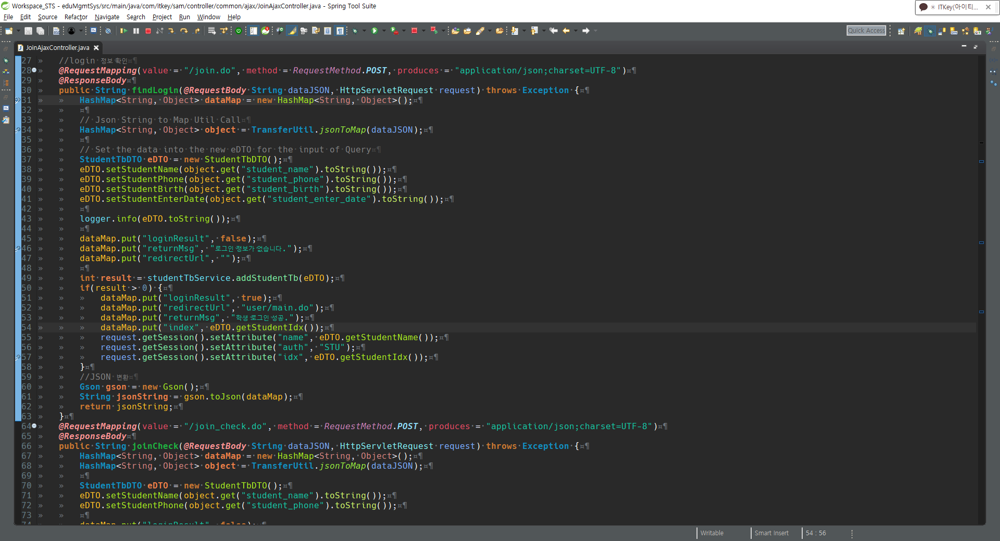 Workspace_STS - eduMgmtSys/src/main/java/com/itkey/sam/controller/common/ajax/JoinAjaxController.java - Spring Tool Suite
ITKey(아이티...
File Edit Source Refactor Navigate Search Project Run Window Help
Quick Access
JoinAjaxController.java
27 //login 정보 확인
28 @RequestMapping(value = "/join.do", method = RequestMethod.POST, produces = "application/json;charset=UTF-8")
29 @ResponseBody
30 public String findLogin(@RequestBody String dataJSON, HttpServletRequest request) throws Exception {
31 HashMap<String, Object> dataMap = new HashMap<String, Object>();
32
33 // Json String to Map Util Call
34 HashMap<String, Object> object = TransferUtil.jsonToMap(dataJSON);
35
36 // Set the data into the new eDTO for the input of Query
37 StudentTbDTO eDTO = new StudentTbDTO();
38 eDTO.setStudentName(object.get("student_name").toString());
39 eDTO.setStudentPhone(object.get("student_phone").toString());
40 eDTO.setStudentBirth(object.get("student_birth").toString());
41 eDTO.setStudentEnterDate(object.get("student_enter_date").toString());
42
43 logger.info(eDTO.toString());
44
45 dataMap.put("loginResult", false);
46 dataMap.put("returnMsg", "로그인 정보가 없습니다.");
47 dataMap.put("redirectUrl", "");
48
49 int result = studentTbService.addStudentTb(eDTO);
50 if(result > 0) {
51 dataMap.put("loginResult", true);
52 dataMap.put("redirectUrl", "user/main.do");
53 dataMap.put("returnMsg", "학생 로그인 성공.");
54 dataMap.put("index", eDTO.getStudentIdx());
55 request.getSession().setAttribute("name", eDTO.getStudentName());
56 request.getSession().setAttribute("auth", "STU");
57 request.getSession().setAttribute("idx", eDTO.getStudentIdx());
58 }
59 //JSON 변환
60 Gson gson = new Gson();
61 String jsonString = gson.toJson(dataMap);
62 return jsonString;
63 }
64 @RequestMapping(value = "/join_check.do", method = RequestMethod.POST, produces = "application/json;charset=UTF-8")
65 @ResponseBody
66 public String joinCheck(@RequestBody String dataJSON, HttpServletRequest request) throws Exception {
67 HashMap<String, Object> dataMap = new HashMap<String, Object>();
68 HashMap<String, Object> object = TransferUtil.jsonToMap(dataJSON);
69
70 StudentTbDTO eDTO = new StudentTbDTO();
71 eDTO.setStudentName(object.get("student_name").toString());
72 eDTO.setStudentPhone(object.get("student_phone").toString());
73
74 dataMap.put("loginResult", false);
Writable Smart Insert 54 : 56